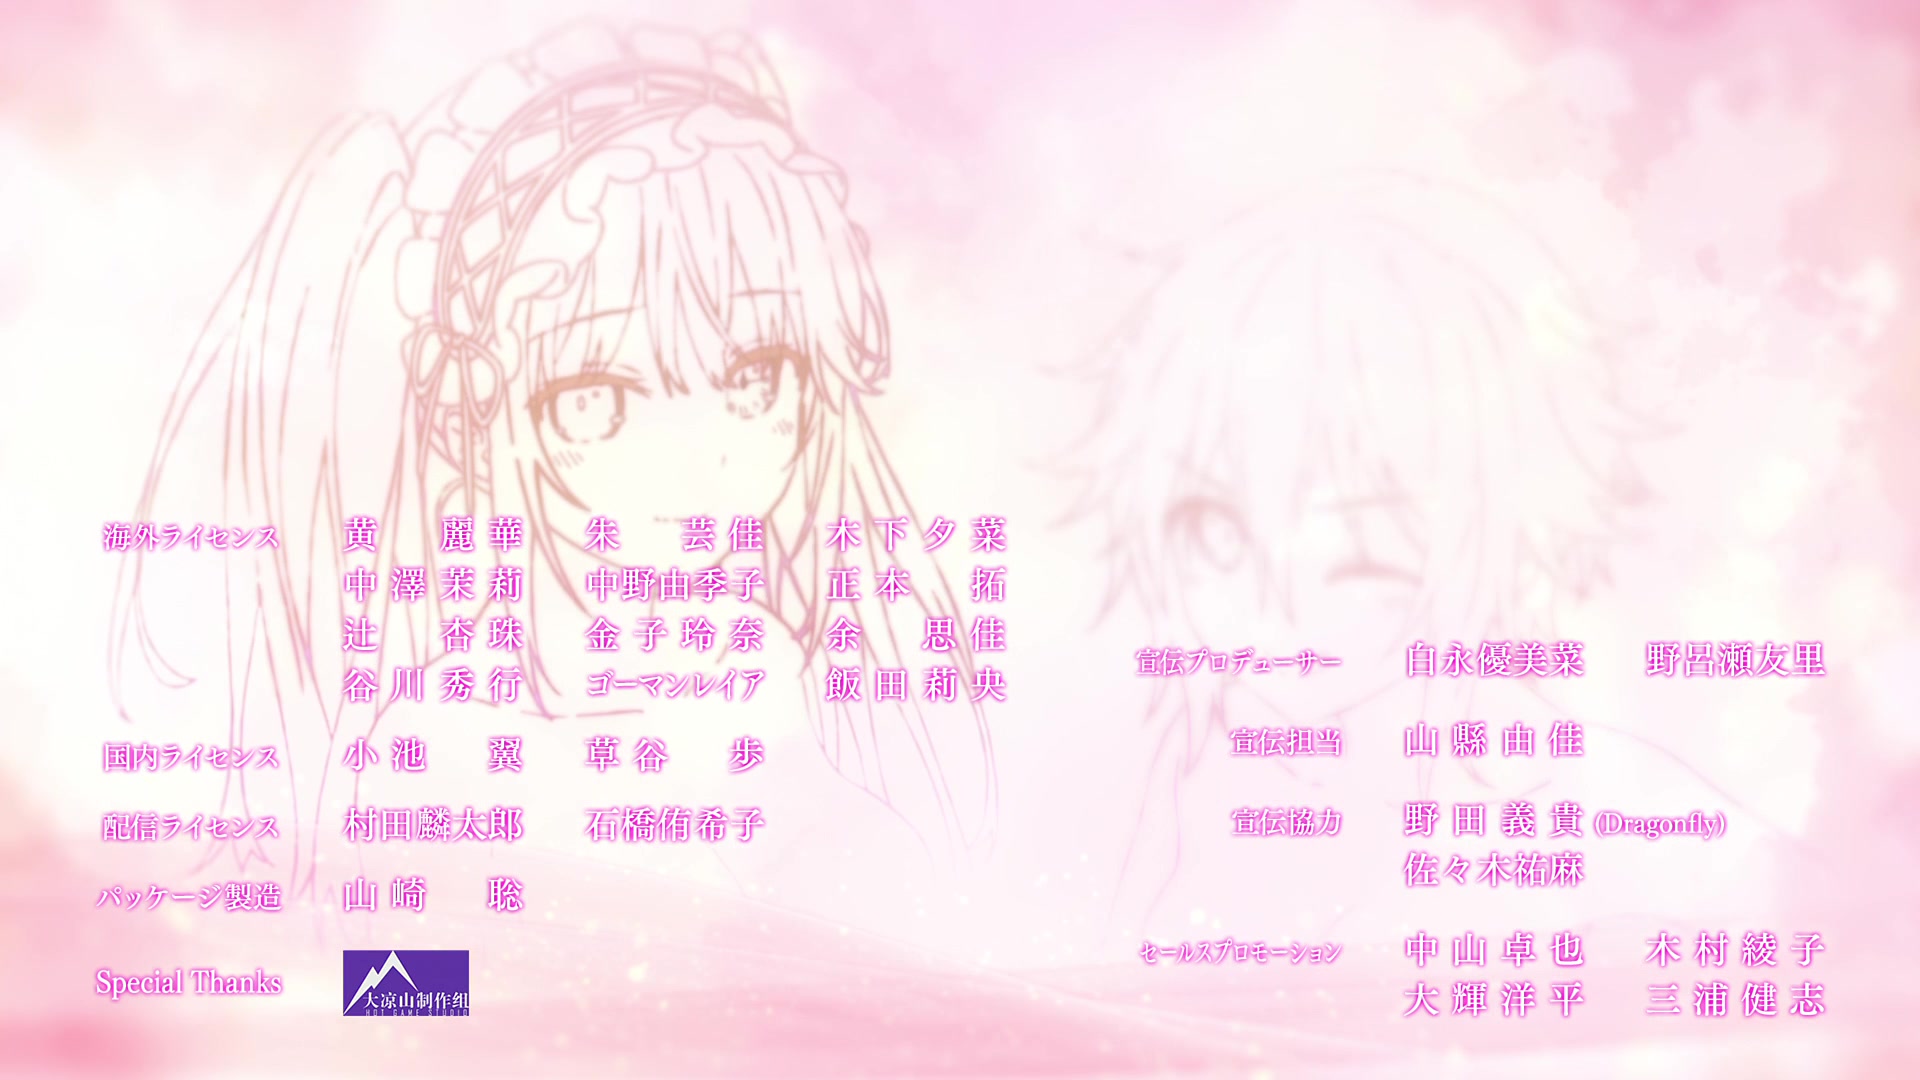 海外ライセンス 黄麗華 朱芸佳 木下夕菜
中澤茉莉 中野由季子 正本拓
辻杏珠 金子玲奈 余思佳
谷川秀行 ゴーマンレイア 飯田莉央
国内ライセンス 小池翼 草谷歩
配信ライセンス 村田麟太郎 石橋侑希子
パッケージ製造 山崎聡
Special Thanks 大凉山制作组
HOT GAME STUDIO
宣伝プロデューサー 白永優美菜 野呂瀬友里
宣伝担当 山縣由佳
宣伝協力 野田義貴 (Dragonfly)
佐々木祐麻
セールスプロモーション 中山卓也 木村綾子
大輝洋平 三浦健志